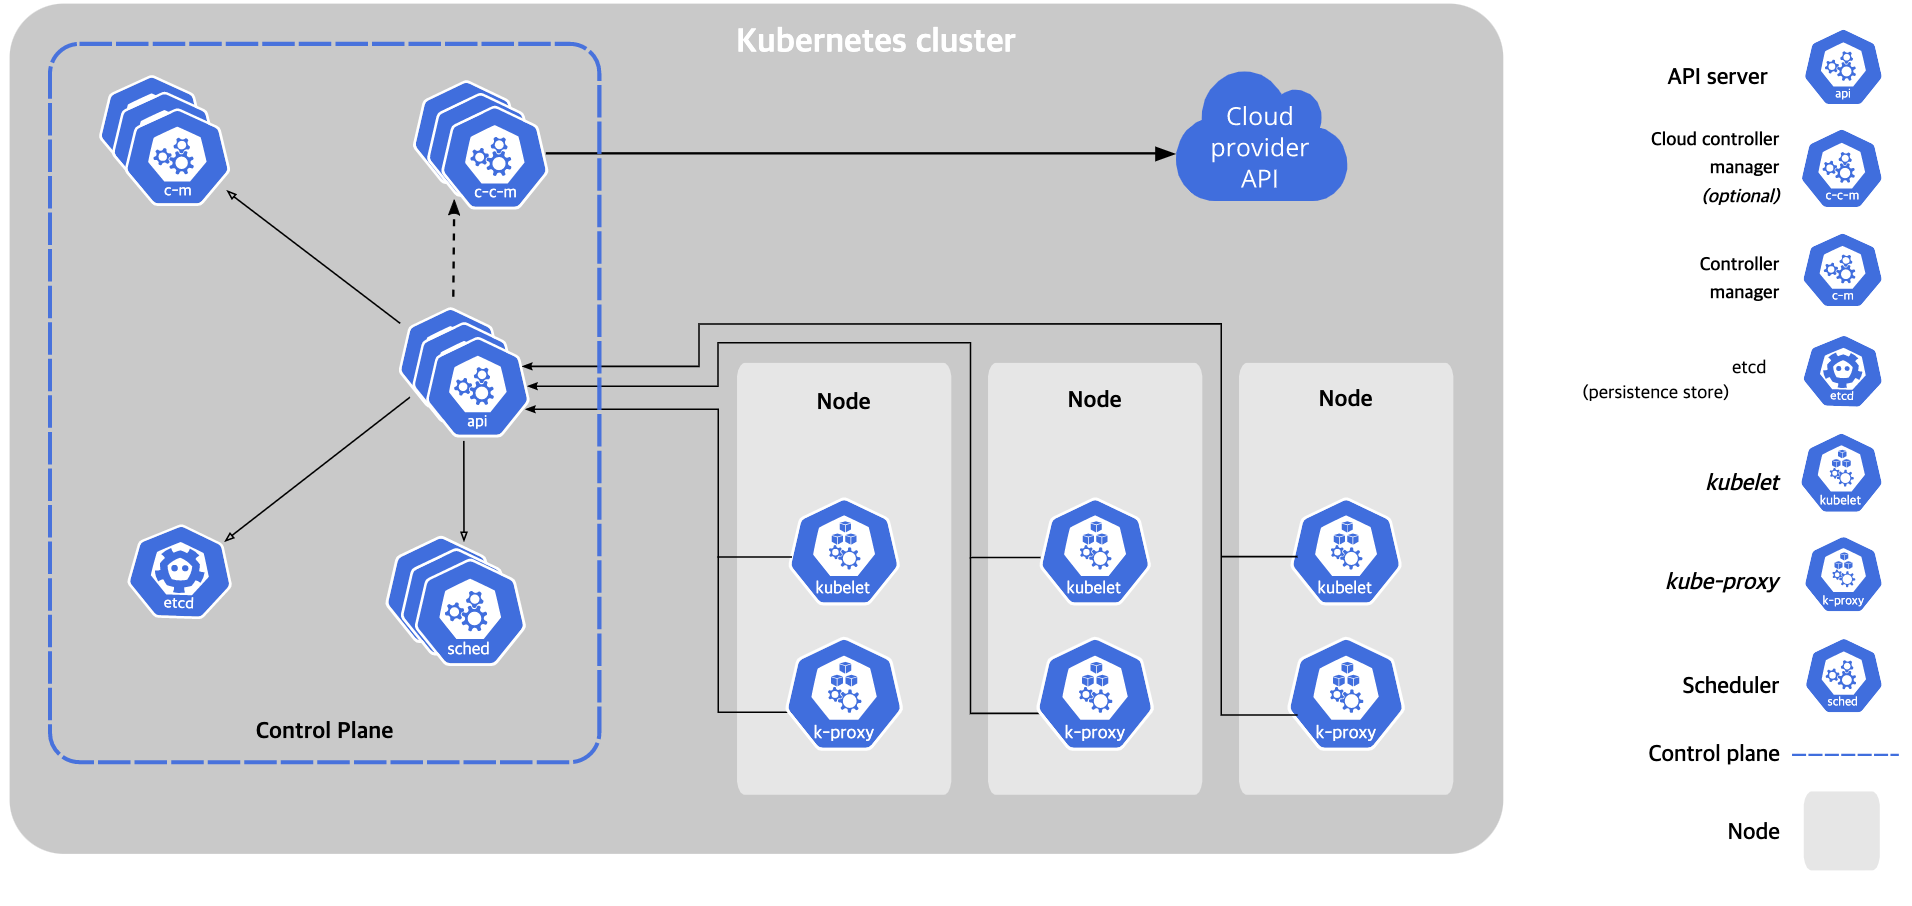 Kubernetes cluster
c-m
c-c-m
Cloud
provider
API
api
etcd
sched
Control Plane
Node
kubelet
k-proxy
Node
kubelet
k-proxy
Node
kubelet
k-proxy
API server
api
Cloud controller
manager
(optional)
c-c-m
Controller
manager
c-m
etcd
(persistence store)
etcd
kubelet
kubelet
kube-proxy
k-proxy
Scheduler
sched
Control plane
Node